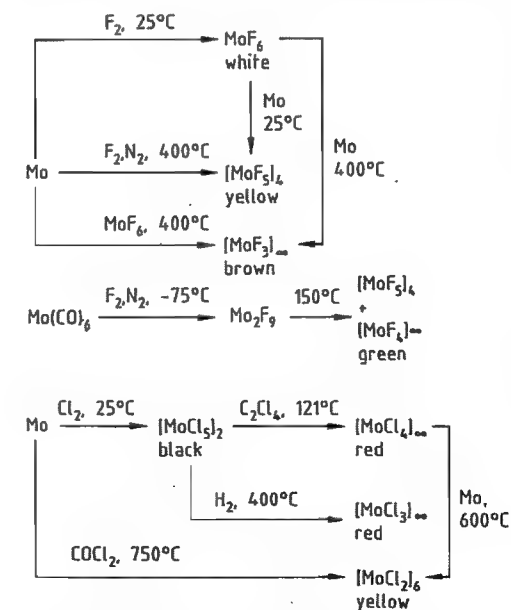 F₂, 25°C
MoF₆
white
Mo
25°C
Mo
400°C
F₂,N₂, 400°C
Mo
[MoF₅]₄
yellow
MoF₆, 400°C
[MoF₃]∞
brown
F₂,N₂, -75°C
150°C
[MoF₅]₄
+
[MoF₄]∞
green
Mo(CO)₆
Mo₂F₉
Cl₂, 25°C
C₂Cl₄, 121°C
Mo
[MoCl₅]₂
black
[MoCl₄]∞
red
H₂, 400°C
[MoCl₃]∞
red
Mo,
600°C
COCl₂, 750°C
[MoCl₂]₆
yellow